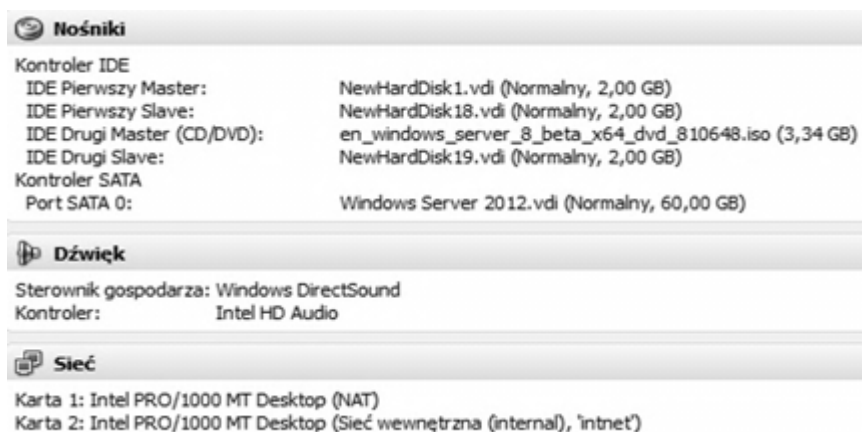 Nośniki
Kontroler IDE
IDE Pierwszy Master: NewHardDisk1.vdi (Normalny, 2,00 GB)
IDE Pierwszy Slave: NewHardDisk18.vdi (Normalny, 2,00 GB)
IDE Drugi Master (CD/DVD): en_windows_server_8_beta_x64_dvd_810648.iso (3,34 GB)
IDE Drugi Slave: NewHardDisk19.vdi (Normalny, 2,00 GB)
Kontroler SATA
Port SATA 0: Windows Server 2012.vdi (Normalny, 60,00 GB)
Dźwięk
Sterownik gospodarza: Windows DirectSound
Kontroler: Intel HD Audio
Sieć
Karta 1: Intel PRO/1000 MT Desktop (NAT)
Karta 2: Intel PRO/1000 MT Desktop (Sieć wewnętrzna (internal), 'intnet')